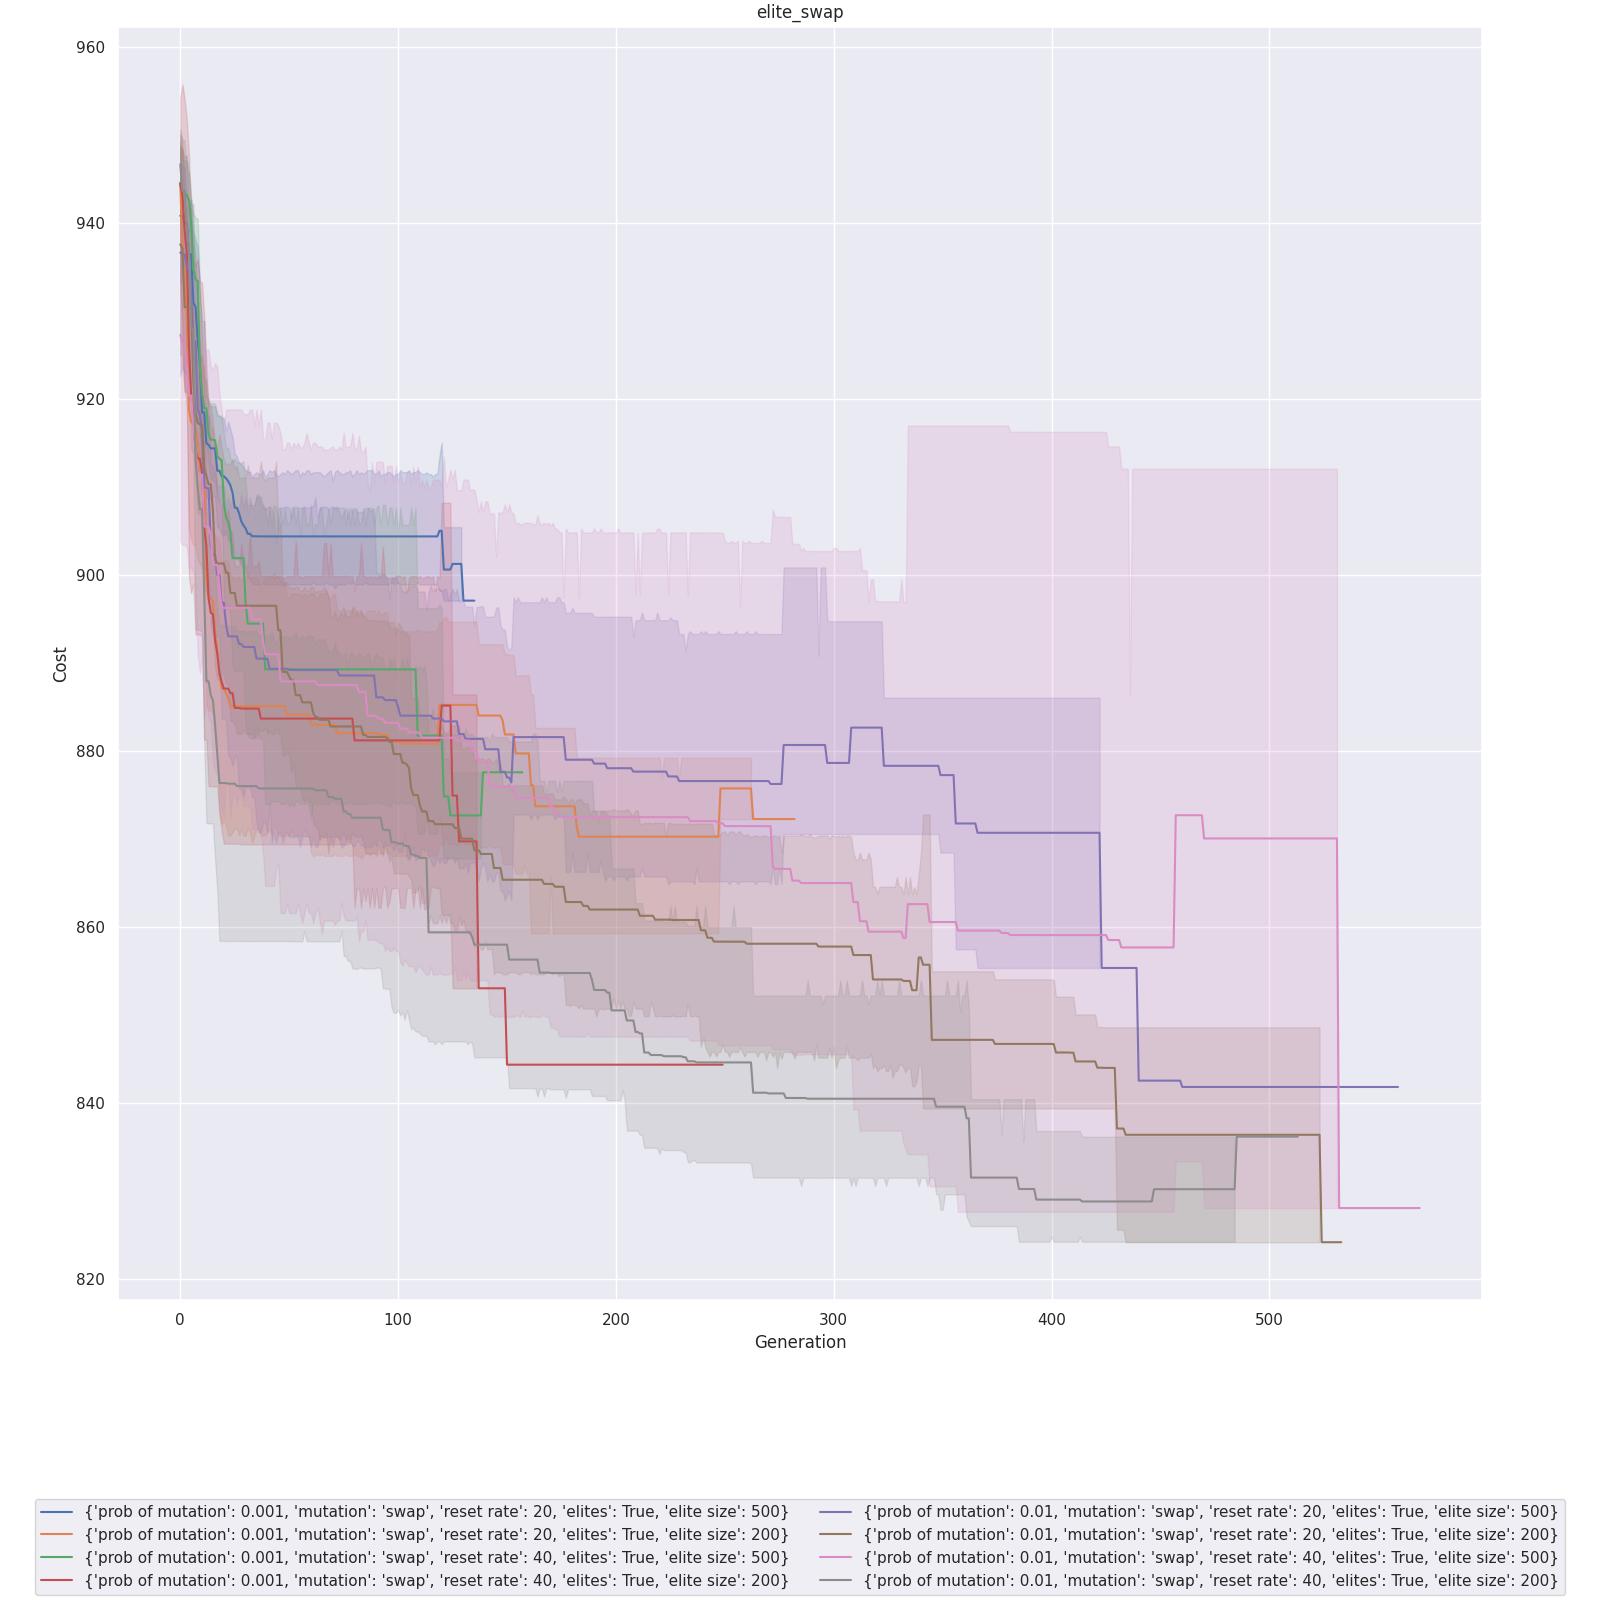 elite_swap
960
940
920
900
880
860
840
820
Cost
0 100 200 300 400 500
Generation
{'prob of mutation': 0.001, 'mutation': 'swap', 'reset rate': 20, 'elites': True, 'elite size': 500}
{'prob of mutation': 0.001, 'mutation': 'swap', 'reset rate': 20, 'elites': True, 'elite size': 200}
{'prob of mutation': 0.001, 'mutation': 'swap', 'reset rate': 40, 'elites': True, 'elite size': 500}
{'prob of mutation': 0.001, 'mutation': 'swap', 'reset rate': 40, 'elites': True, 'elite size': 200}
{'prob of mutation': 0.01, 'mutation': 'swap', 'reset rate': 20, 'elites': True, 'elite size': 500}
{'prob of mutation': 0.01, 'mutation': 'swap', 'reset rate': 20, 'elites': True, 'elite size': 200}
{'prob of mutation': 0.01, 'mutation': 'swap', 'reset rate': 40, 'elites': True, 'elite size': 500}
{'prob of mutation': 0.01, 'mutation': 'swap', 'reset rate': 40, 'elites': True, 'elite size': 200}